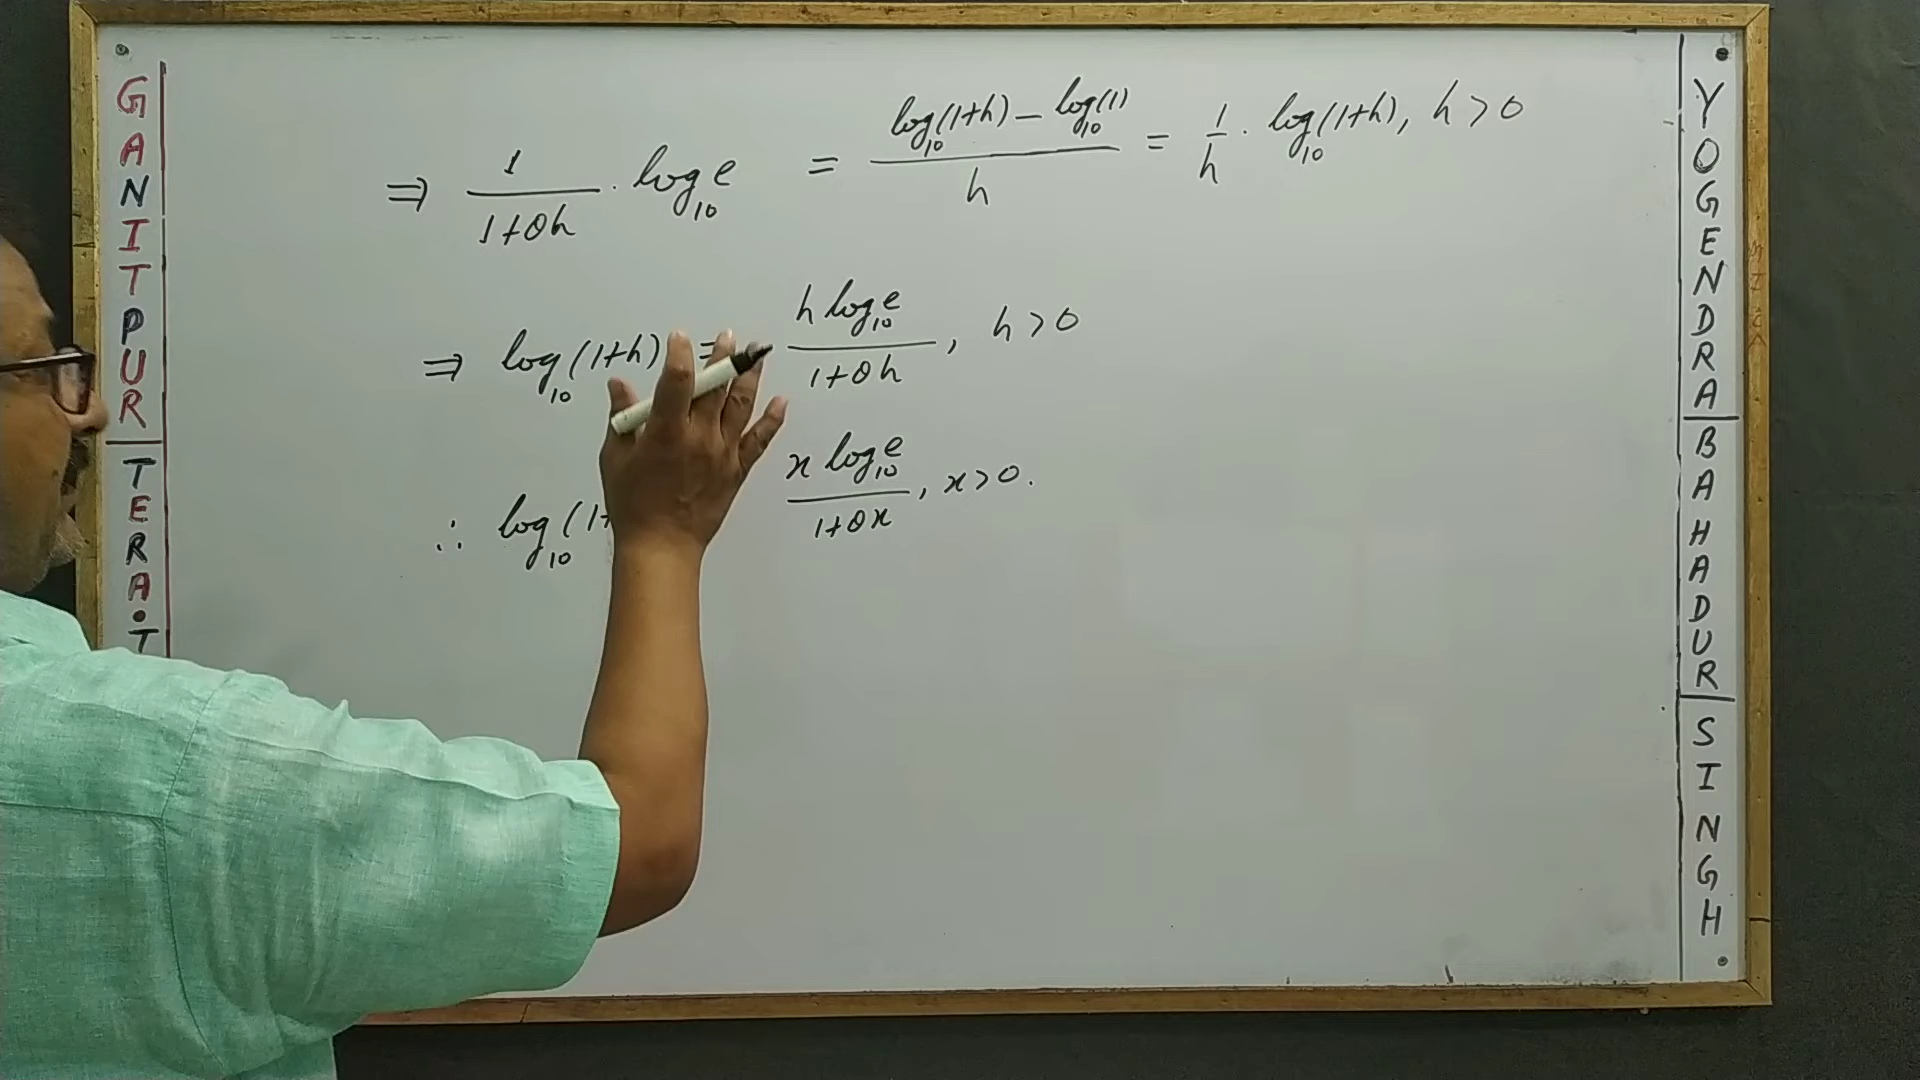 GANITPUR
TERA.T
⇒ 1/(1+θh) · log₁₀e = (log₁₀(1+h) − log₁₀(1))/h = 1/h · log₁₀(1+h), h > 0
⇒ log₁₀(1+h) = (h log₁₀e)/(1+θh), h > 0
∴ log₁₀(1+ (x log₁₀e)/(1+θx), x > 0.
YOGENDRA
BAHADUR
SINGH